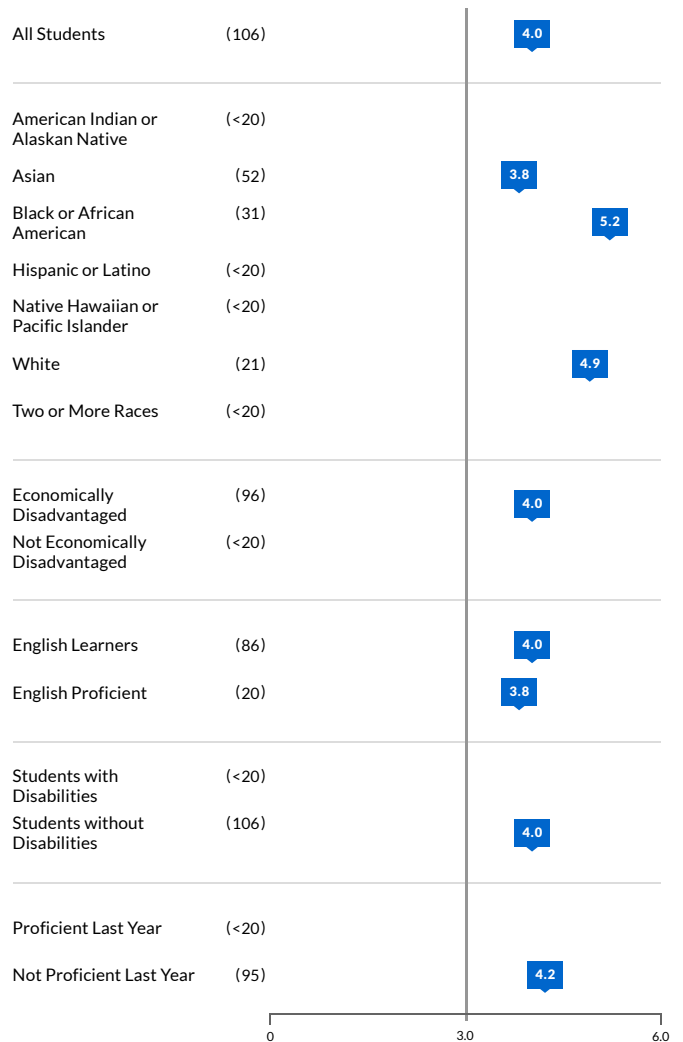 All Students (106) 4.0
American Indian or (<20)
Alaskan Native
Asian (52) 3.8
Black or African (31) 5.2
American
Hispanic or Latino (<20)
Native Hawaiian or (<20)
Pacific Islander
White (21) 4.9
Two or More Races (<20)
Economically (96) 4.0
Disadvantaged
Not Economically (<20)
Disadvantaged
English Learners (86) 4.0
English Proficient (20) 3.8
Students with (<20)
Disabilities
Students without (106) 4.0
Disabilities
Proficient Last Year (<20)
Not Proficient Last Year (95) 4.2
0 3.0 6.0